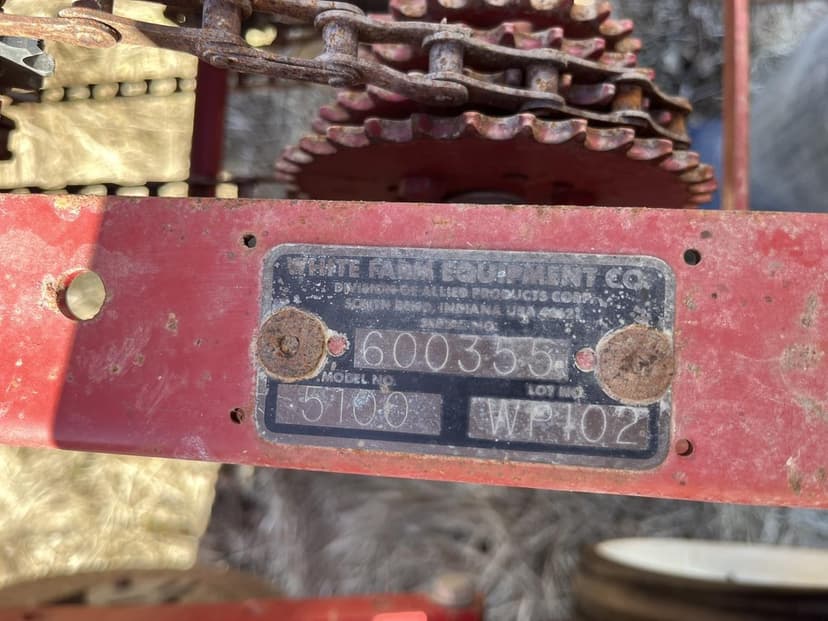 WHITE FARM EQUIPMENT CO.
DIVISION OF ALLIED PRODUCTS CORP.
SOUTH BEND, INDIANA USA
SERIAL NO.
600355
MODEL NO. LOT NO.
5100 WP102